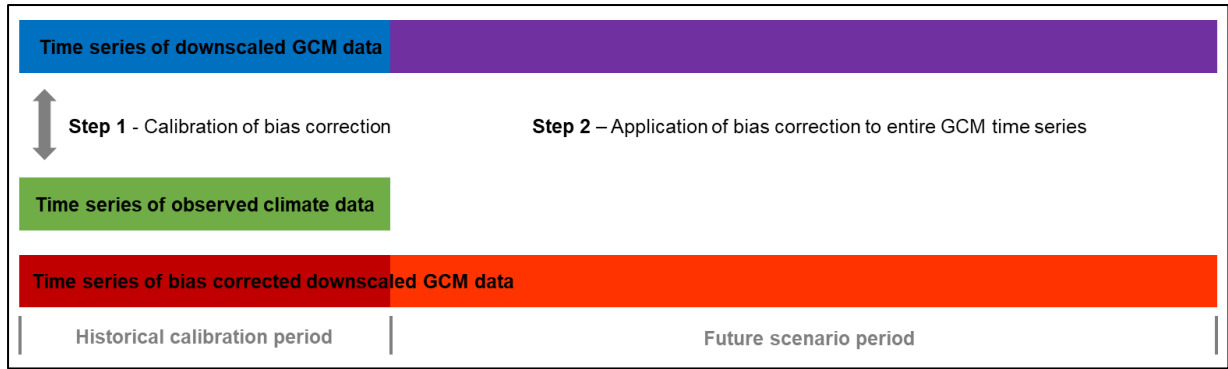 Time series of downscaled GCM data
Step 1 - Calibration of bias correction
Step 2 – Application of bias correction to entire GCM time series
Time series of observed climate data
Time series of bias corrected downscaled GCM data
Historical calibration period
Future scenario period